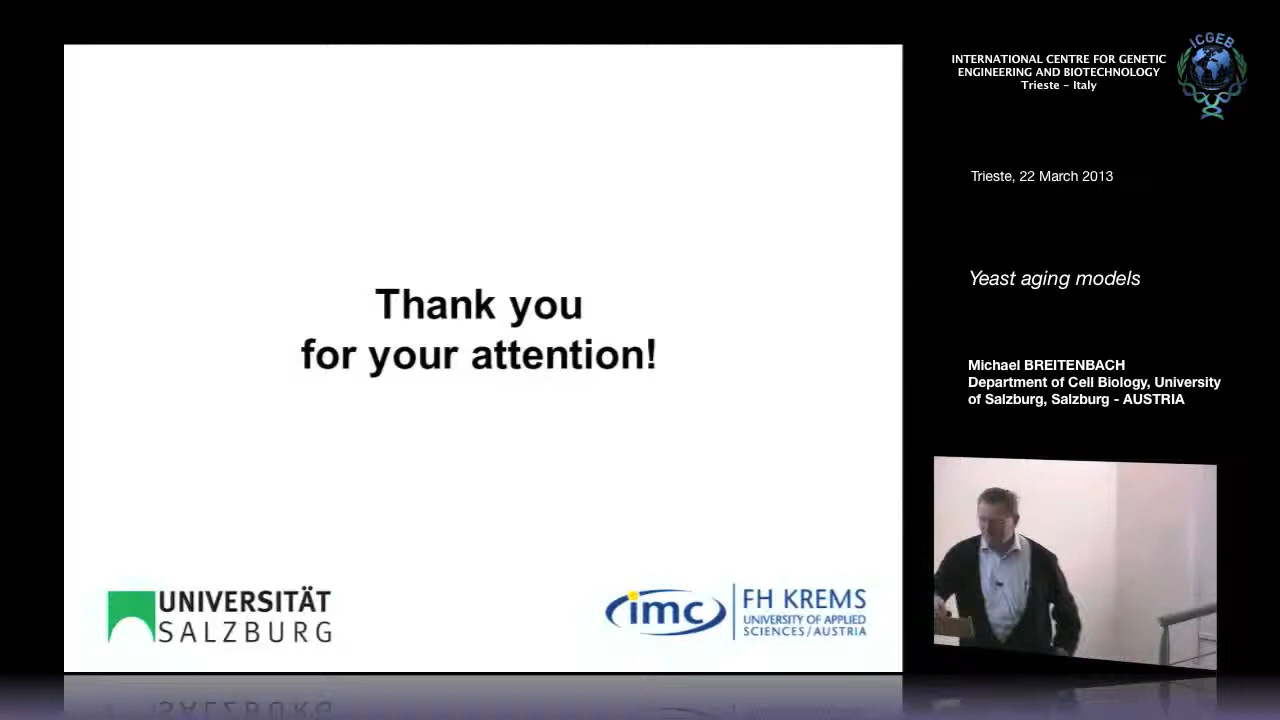 Thank you
for your attention!
UNIVERSITÄT
SALZBURG
imc
FH KREMS
UNIVERSITY OF APPLIED
SCIENCES / AUSTRIA
INTERNATIONAL CENTRE FOR GENETIC
ENGINEERING AND BIOTECHNOLOGY
Trieste - Italy
ICGEB
Trieste, 22 March 2013
Yeast aging models
Michael BREITENBACH
Department of Cell Biology, University
of Salzburg, Salzburg - AUSTRIA